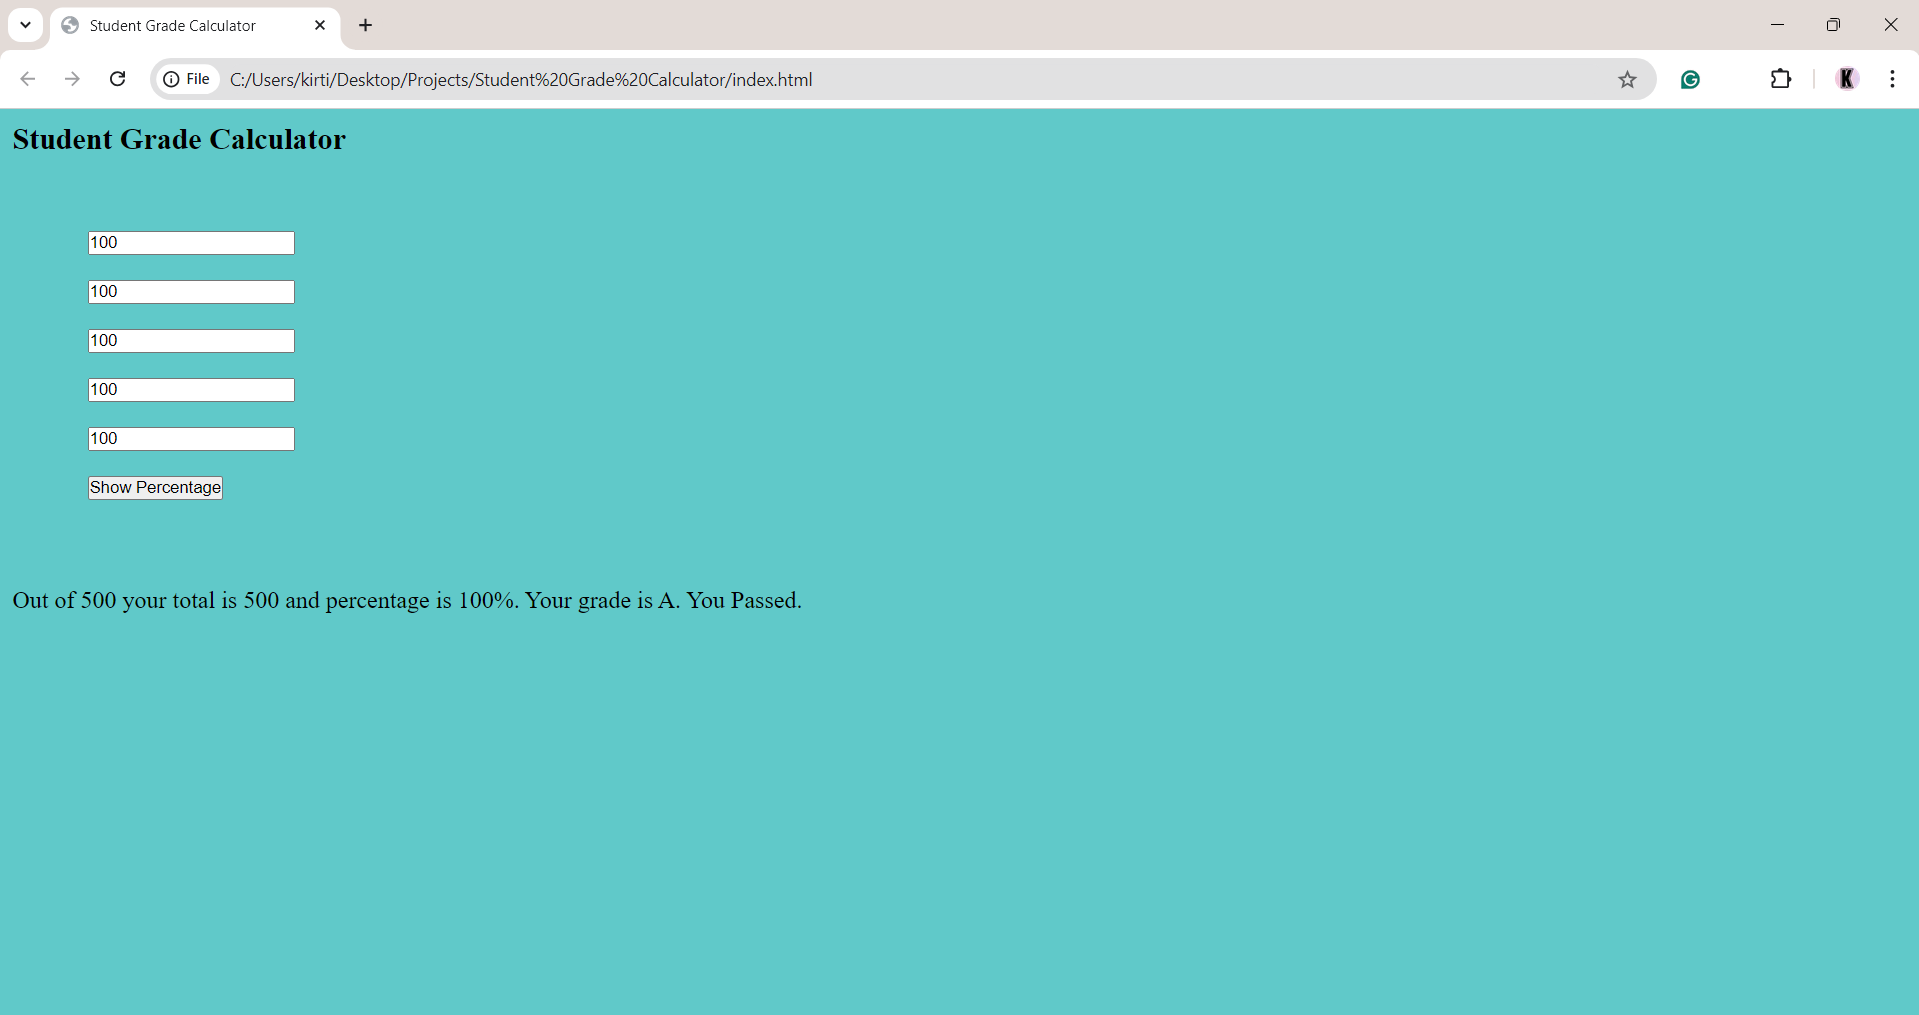 Student Grade Calculator
File C:/Users/kirti/Desktop/Projects/Student%20Grade%20Calculator/index.html
K
Student Grade Calculator
100
100
100
100
100
Show Percentage
Out of 500 your total is 500 and percentage is 100%. Your grade is A. You Passed.